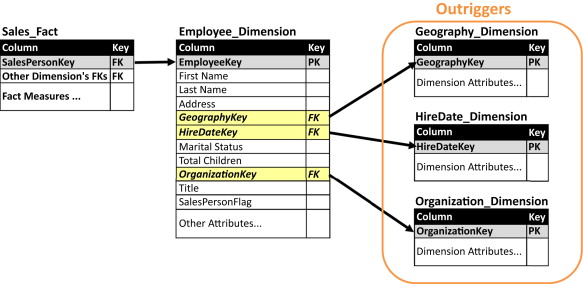 Outriggers
Sales_Fact
Column Key
SalesPersonKey FK
Other Dimension's FKs FK
Fact Measures ...
Employee_Dimension
Column Key
EmployeeKey PK
First Name
Last Name
Address
GeographyKey FK
HireDateKey FK
Marital Status
Total Children
OrganizationKey FK
Title
SalesPersonFlag
Other Attributes...
Geography_Dimension
Column Key
GeographyKey PK
Dimension Attributes...
HireDate_Dimension
Column Key
HireDateKey PK
Dimension Attributes...
Organization_Dimension
Column Key
OrganizationKey PK
Dimension Attributes...